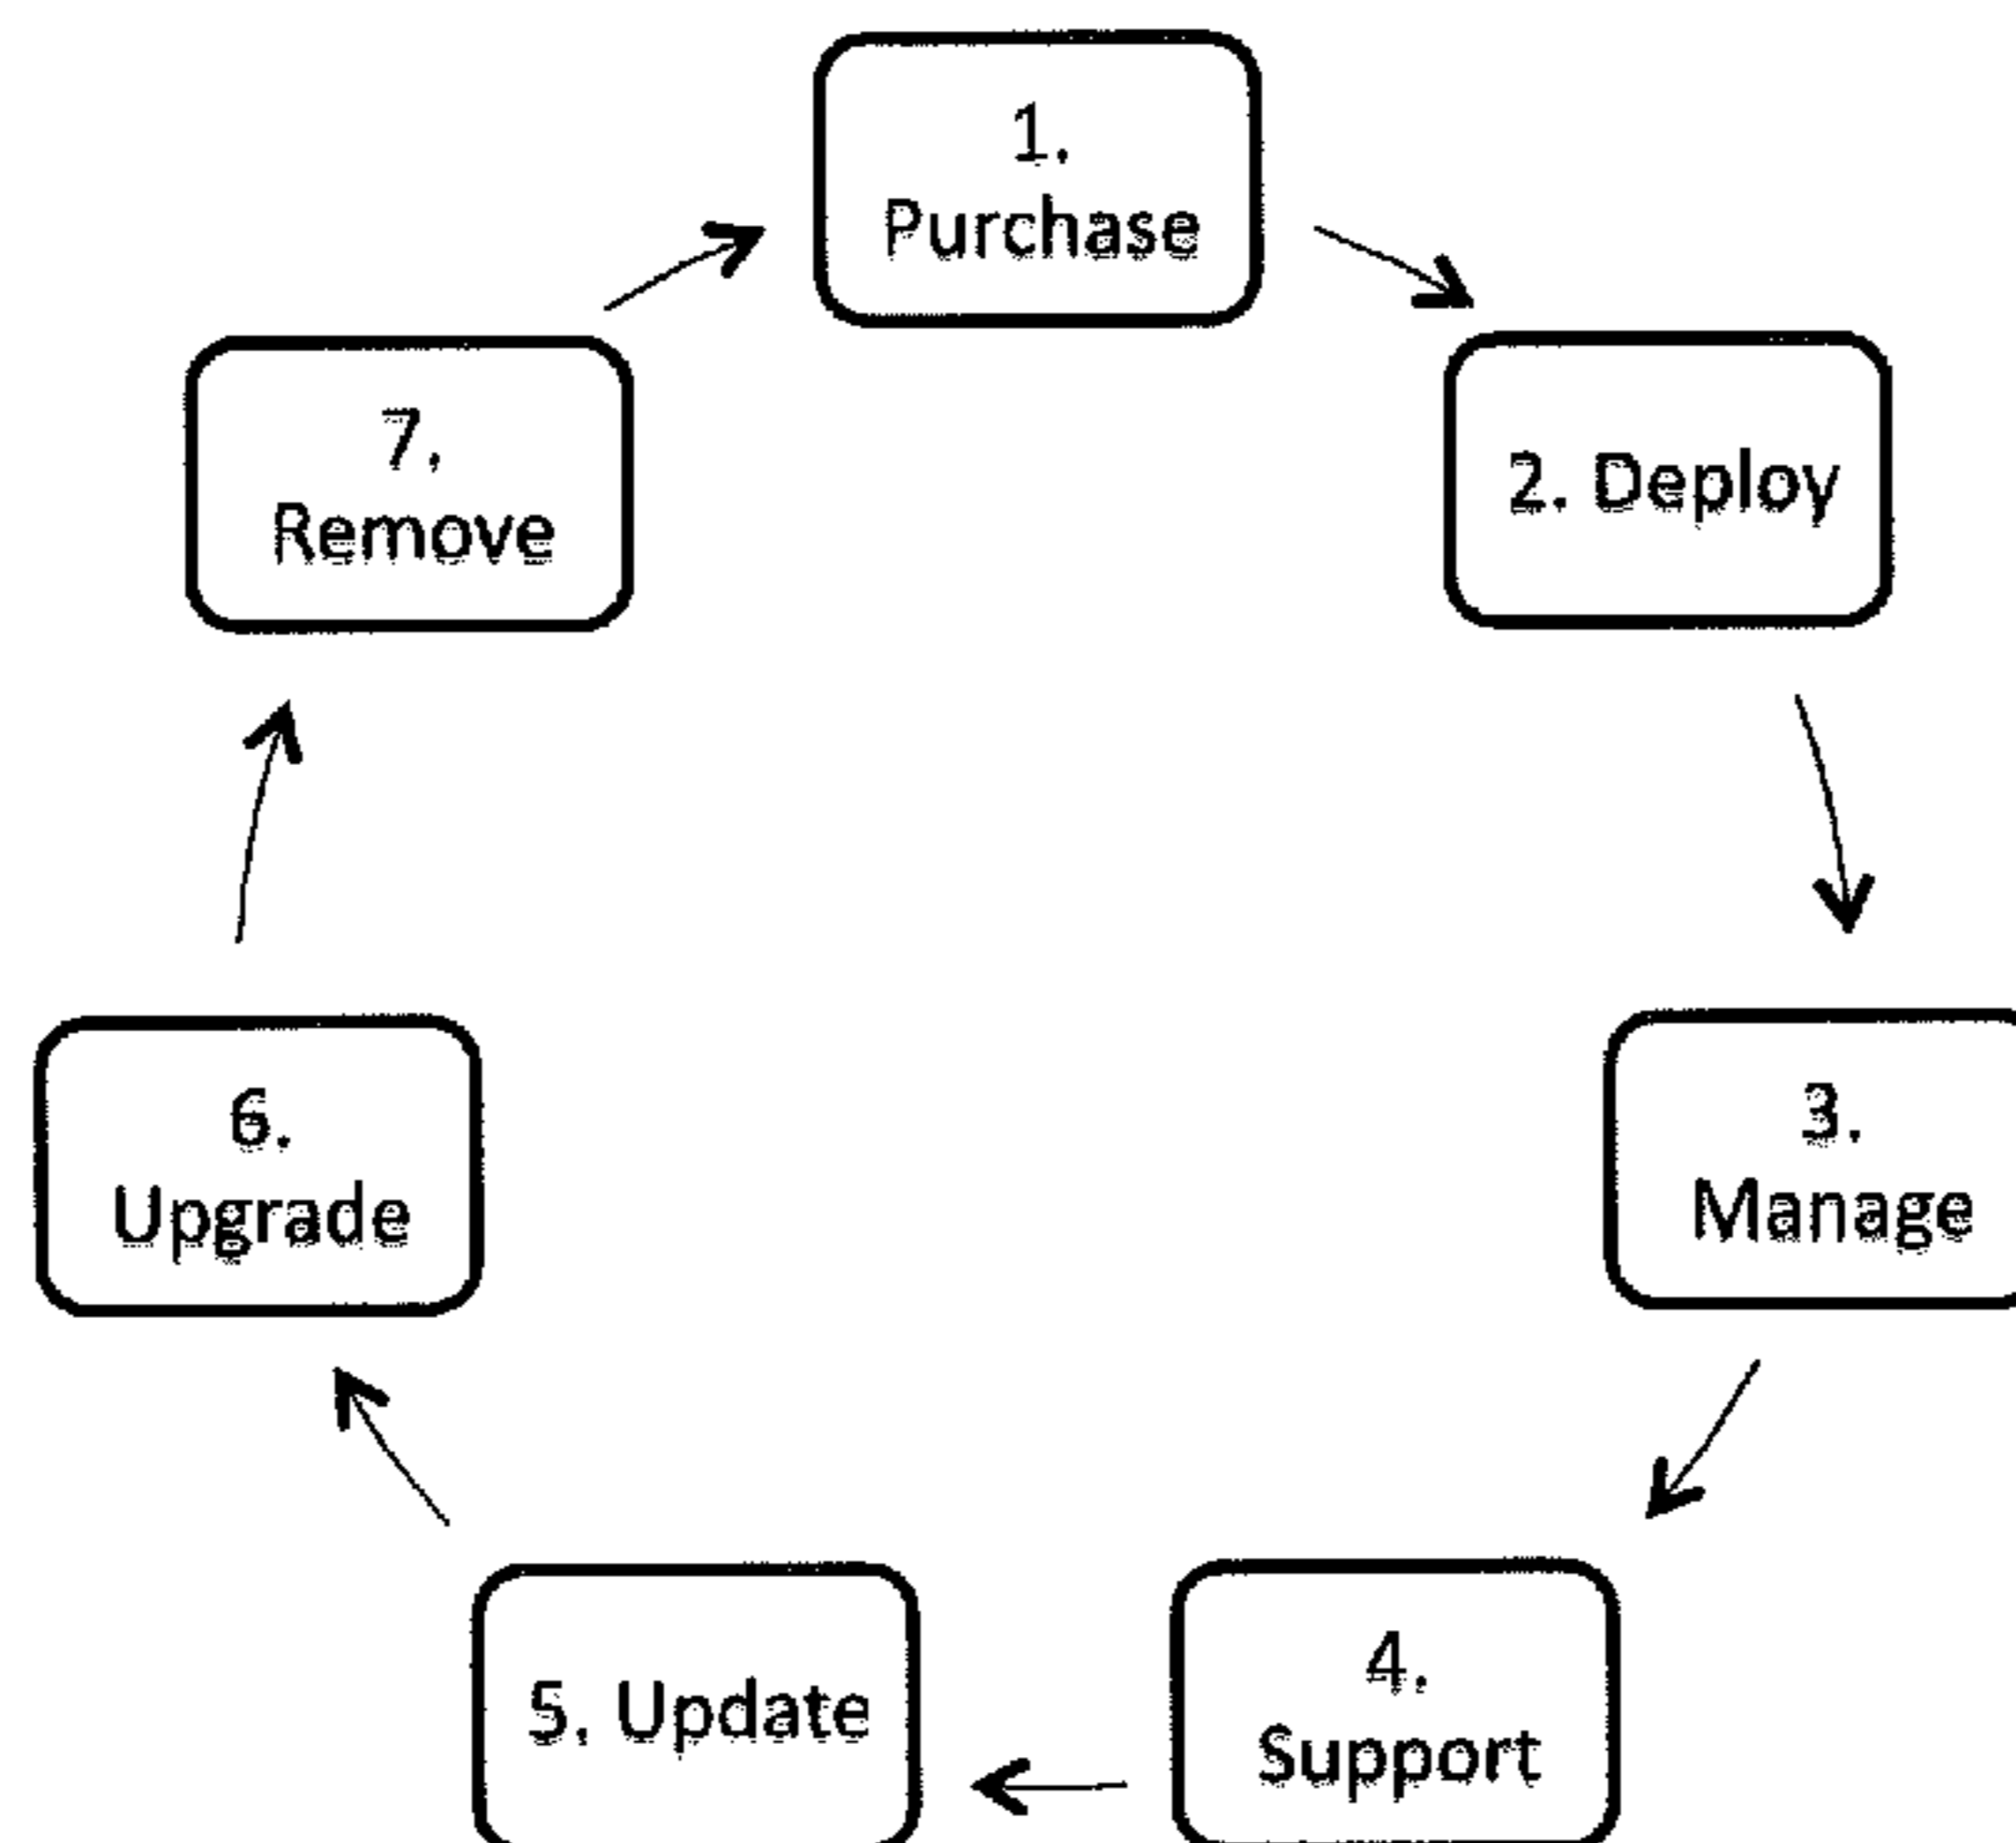 1.
Purchase
2. Deploy
3.
Manage
4.
Support
5. Update
6.
Upgrade
7.
Remove